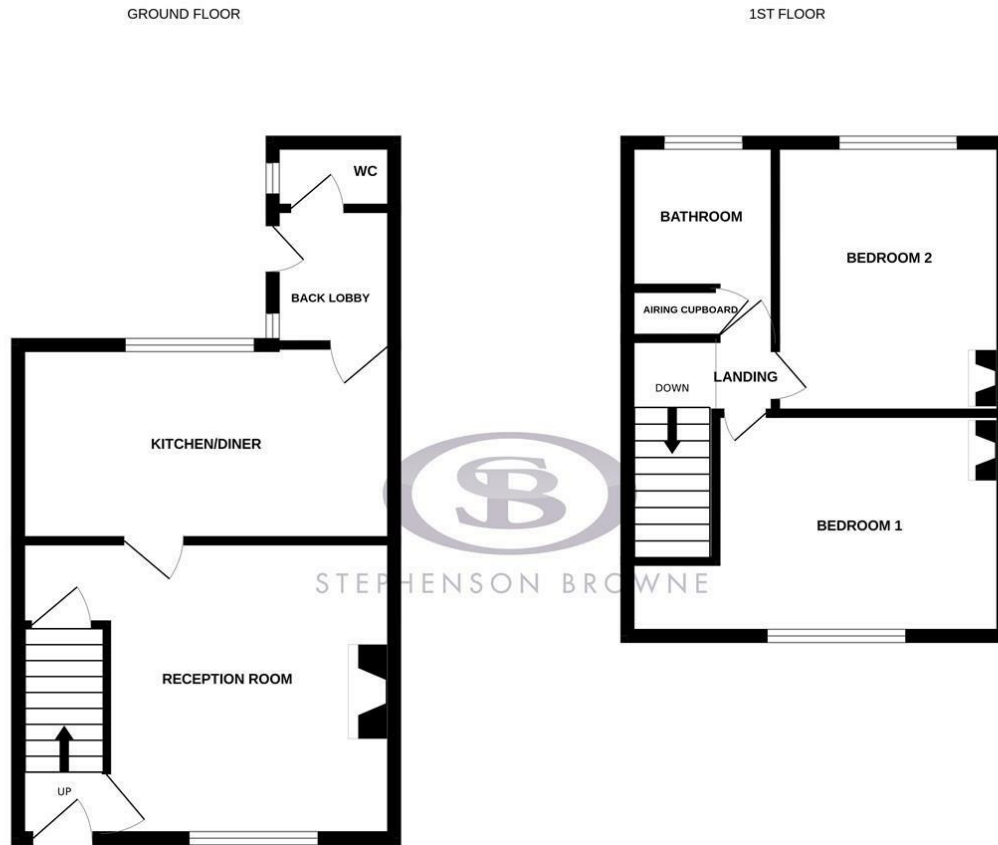 GROUND FLOOR
1ST FLOOR
WC
BACK LOBBY
KITCHEN/DINER
RECEPTION ROOM
UP
BATHROOM
BEDROOM 2
AIRING CUPBOARD
LANDING
DOWN
BEDROOM 1
SB
STEPHENSON BROWNE